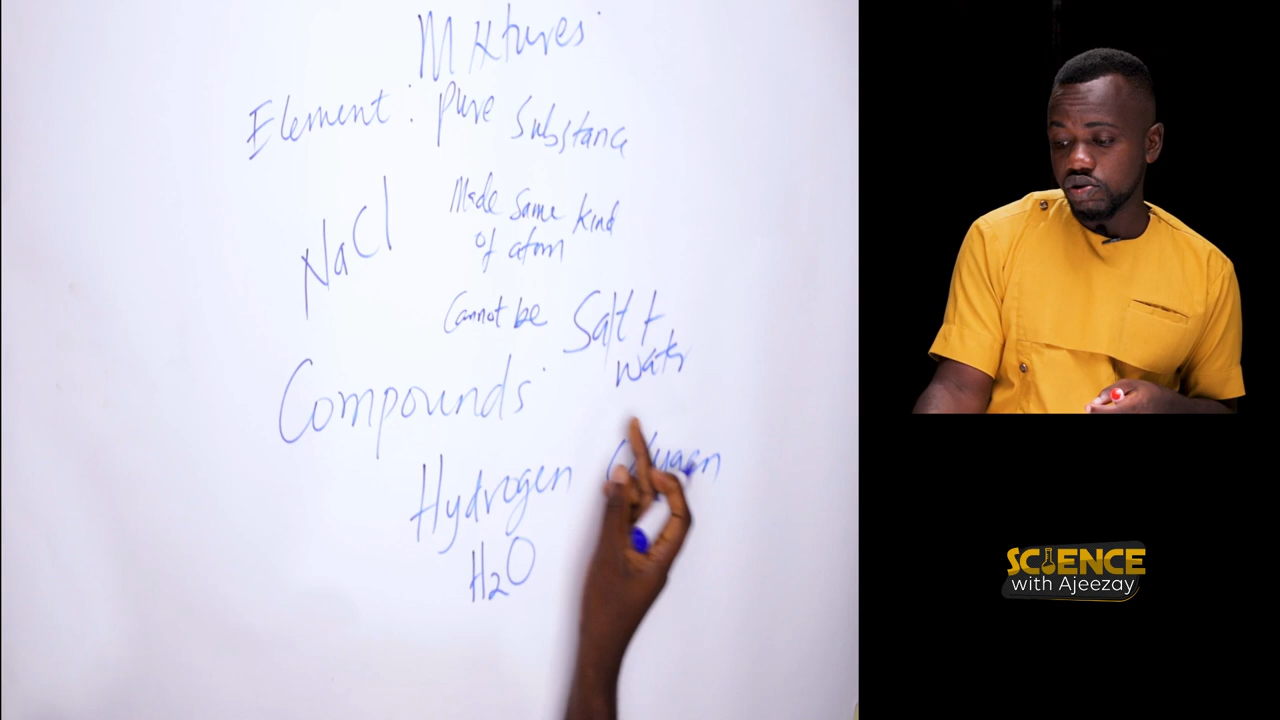 Mixtures
Element: pure substance
Made same kind
of atom
NaCl
Cannot be
Salt +
water
Compounds
Hydrogen
H₂O
SCIENCE
with Ajeezay